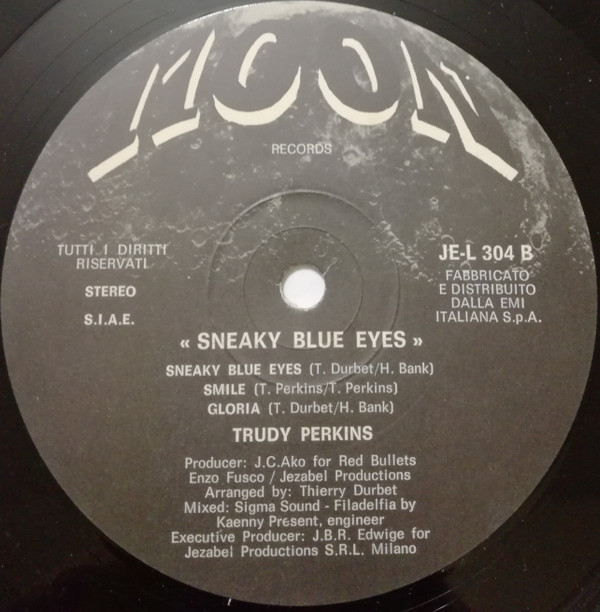 MOON
RECORDS
TUTTI I DIRITTI
RISERVATI
STEREO
S.I.A.E.
JE-L 304 B
FABBRICATO
E DISTRIBUITO
DALLA EMI
ITALIANA S.p.A.
« SNEAKY BLUE EYES »
SNEAKY BLUE EYES (T. Durbet/H. Bank)
SMILE (T. Perkins/T. Perkins)
GLORIA (T. Durbet/H. Bank)
TRUDY PERKINS
Producer: J.C.Ako for Red Bullets
Enzo Fusco / Jezabel Productions
Arranged by: Thierry Durbet
Mixed: Sigma Sound - Filadelfia by
Kaenny Present, engineer
Executive Producer: J.B.R. Edwige for
Jezabel Productions S.R.L. Milano